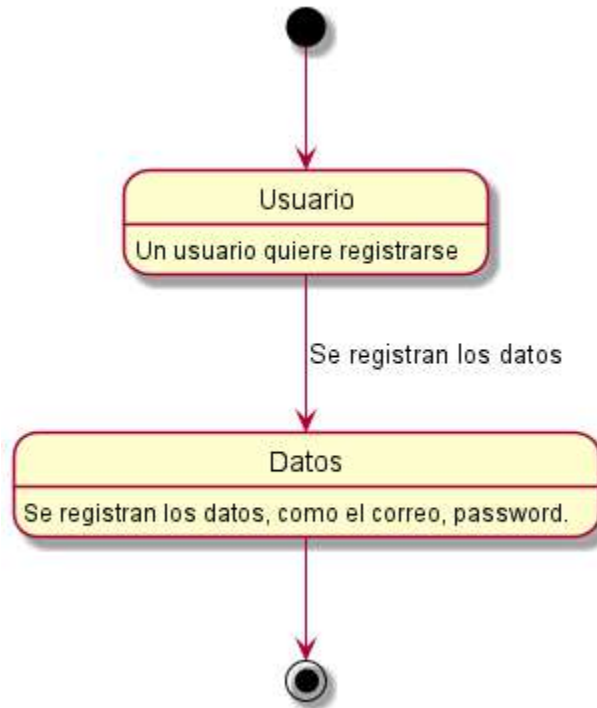 Usuario
Un usuario quiere registrarse
Se registran los datos
Datos
Se registran los datos, como el correo, password.